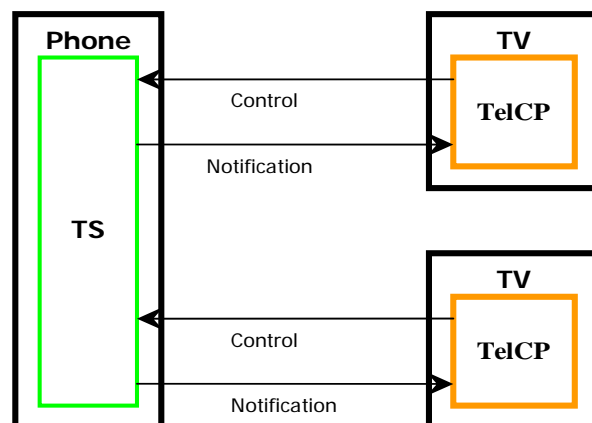 Phone
TV
Control
TelCP
Notification
TS
TV
Control
TelCP
Notification